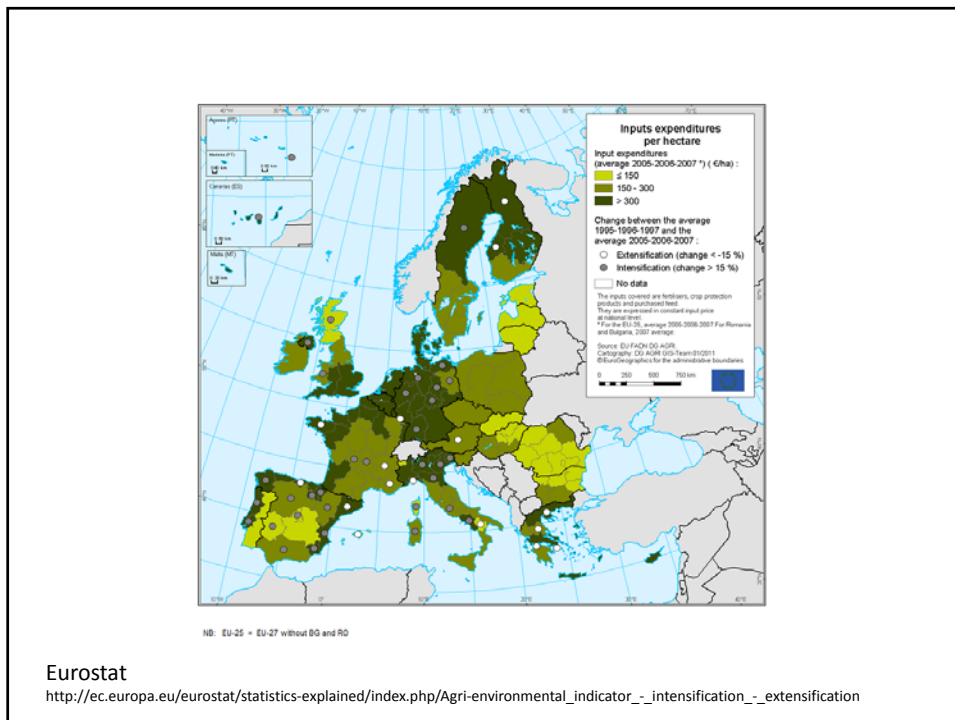 Açores (PT)
Madeira (PT)
Canarias (ES)
Malta (MT)
Inputs expenditures
per hectare
Input expenditures
(average 2005-2006-2007 *) ( €/ha) :
≤ 150
150 - 300
> 300
Change between the average
1995-1996-1997 and the
average 2005-2006-2007 :
Extensification (change < -15 %)
Intensification (change > 15 %)
No data
The inputs covered are fertilisers, crop protection
products and purchased feed.
They are expressed in constant input price
at national level.
* For the EU-25, average 2005-2006-2007 For Romania
and Bulgaria, 2007 average.
Source: EU FADN DG AGRI.
Cartography: DG AGRI GIS-Team 01/2011
© EuroGeographics for the administrative boundaries
0 250 500 750 km
NB: EU-25 = EU-27 without BG and RO
Eurostat
http://ec.europa.eu/eurostat/statistics-explained/index.php/Agri-environmental_indicator_-_intensification_-_extensification